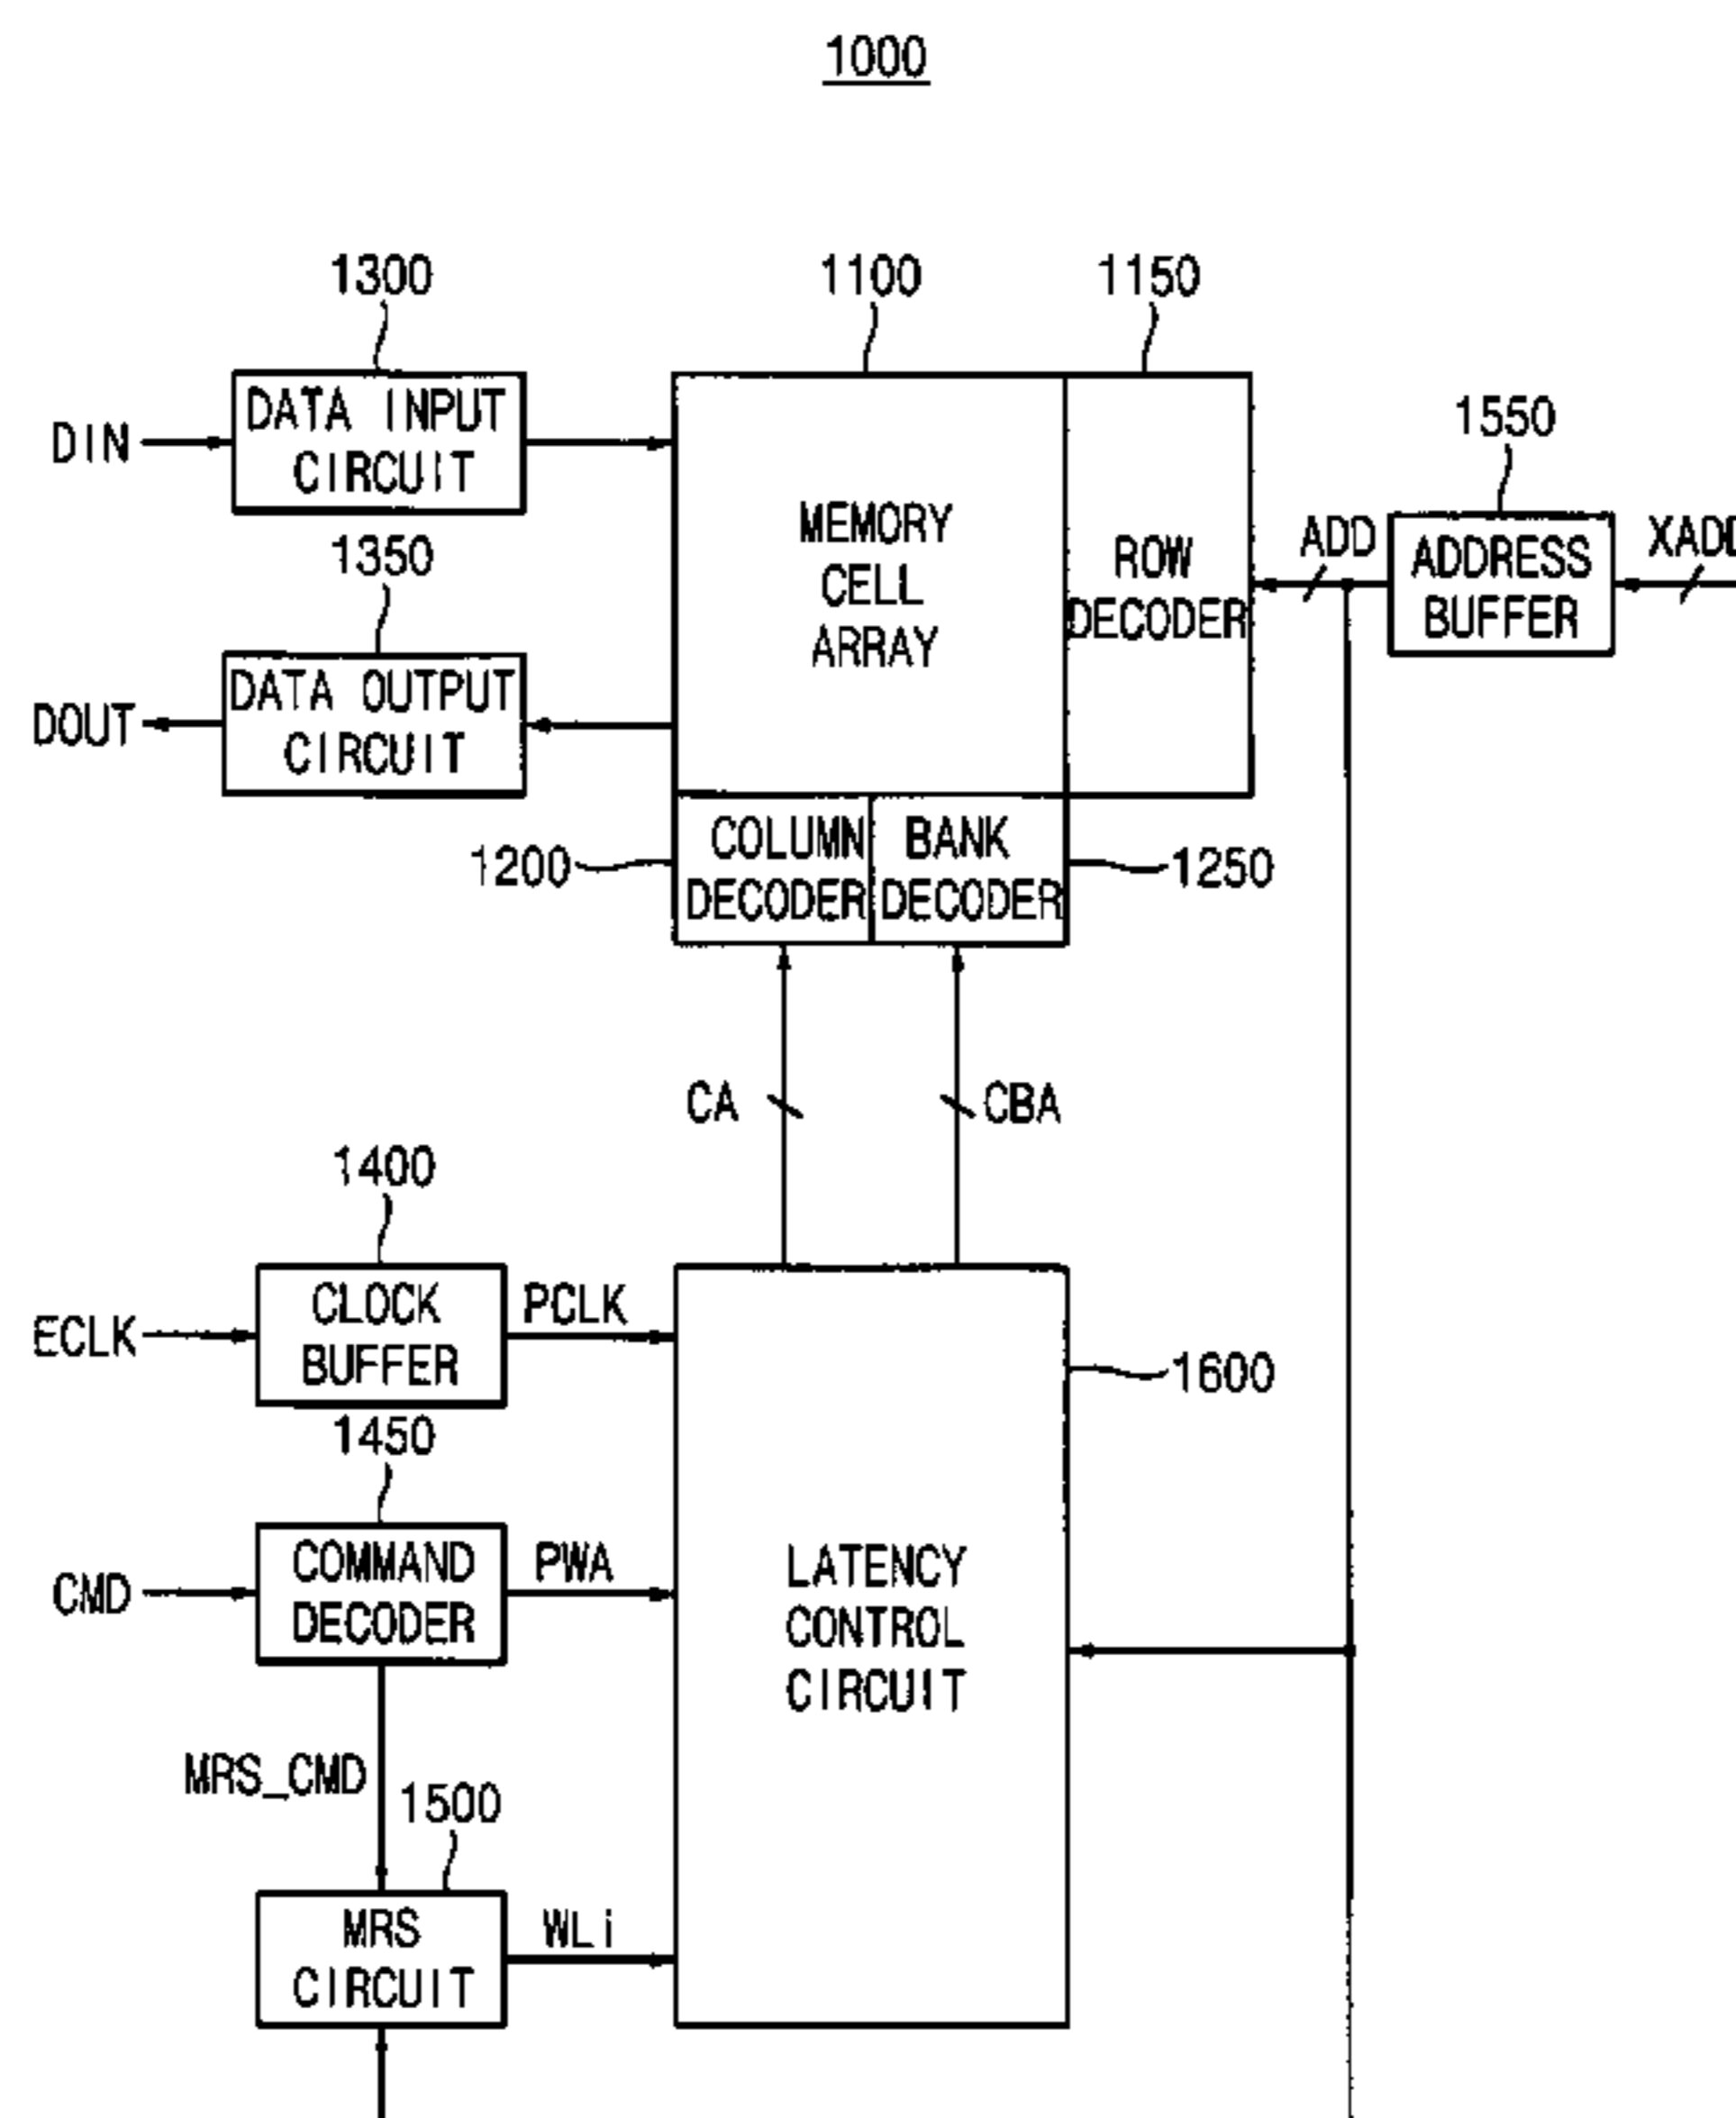 1000
1300
1100
1150
DATA INPUT
CIRCUIT
DIN
1550
MEMORY
CELL
ARRAY
ROW
DECODER
ADD
ADDRESS
BUFFER
XADD
1350
DATA OUTPUT
CIRCUIT
DOUT
1200
COLUMN
DECODER
BANK
DECODER
1250
CA
CBA
1400
ECLK
CLOCK
BUFFER
PCLK
1600
1450
CMD
COMMAND
DECODER
PWA
LATENCY
CONTROL
CIRCUIT
MRS_CMD
1500
MRS
CIRCUIT
WLi